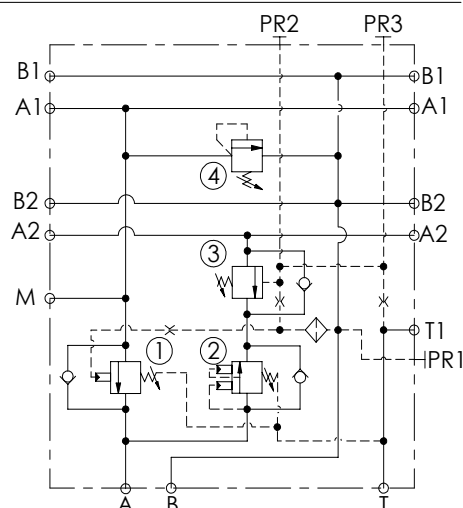 PR2 PR3
B1 B1
A1 A1
4
B2 B2
A2 A2
3
M
T1
1 2
PR1
A B T